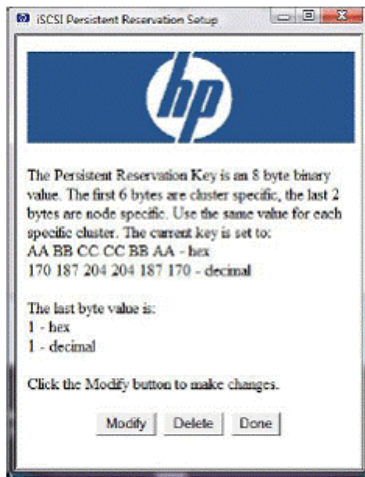 iSCSI Persistent Reservation Setup
hp
The Persistent Reservation Key is an 8 byte binary
value. The first 6 bytes are cluster specific, the last 2
bytes are node specific. Use the same value for each
specific cluster. The current key is set to:
AA BB CC CC BB AA - hex
170 187 204 204 187 170 - decimal
The last byte value is:
1 - hex
1 - decimal
Click the Modify button to make changes.
Modify Delete Done